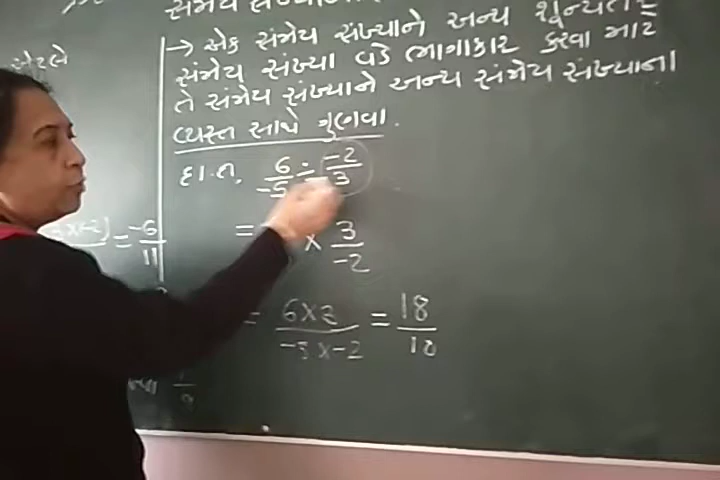 સંમેય
એટલે
→ એક સંમેય સંખ્યાને અન્ય શૂન્યેતર
સંમેય સંખ્યા વડે ભાગાકાર કરવા માટે
તે સંમેય સંખ્યાને અન્ય સંમેય સંખ્યાના
વ્યસ્ત સાથે ગુણવા.
દા.ત. 6/-5 ÷ -2/3
= × 3/-2
= -6/11
= 6×3/-5×-2 = 18/10